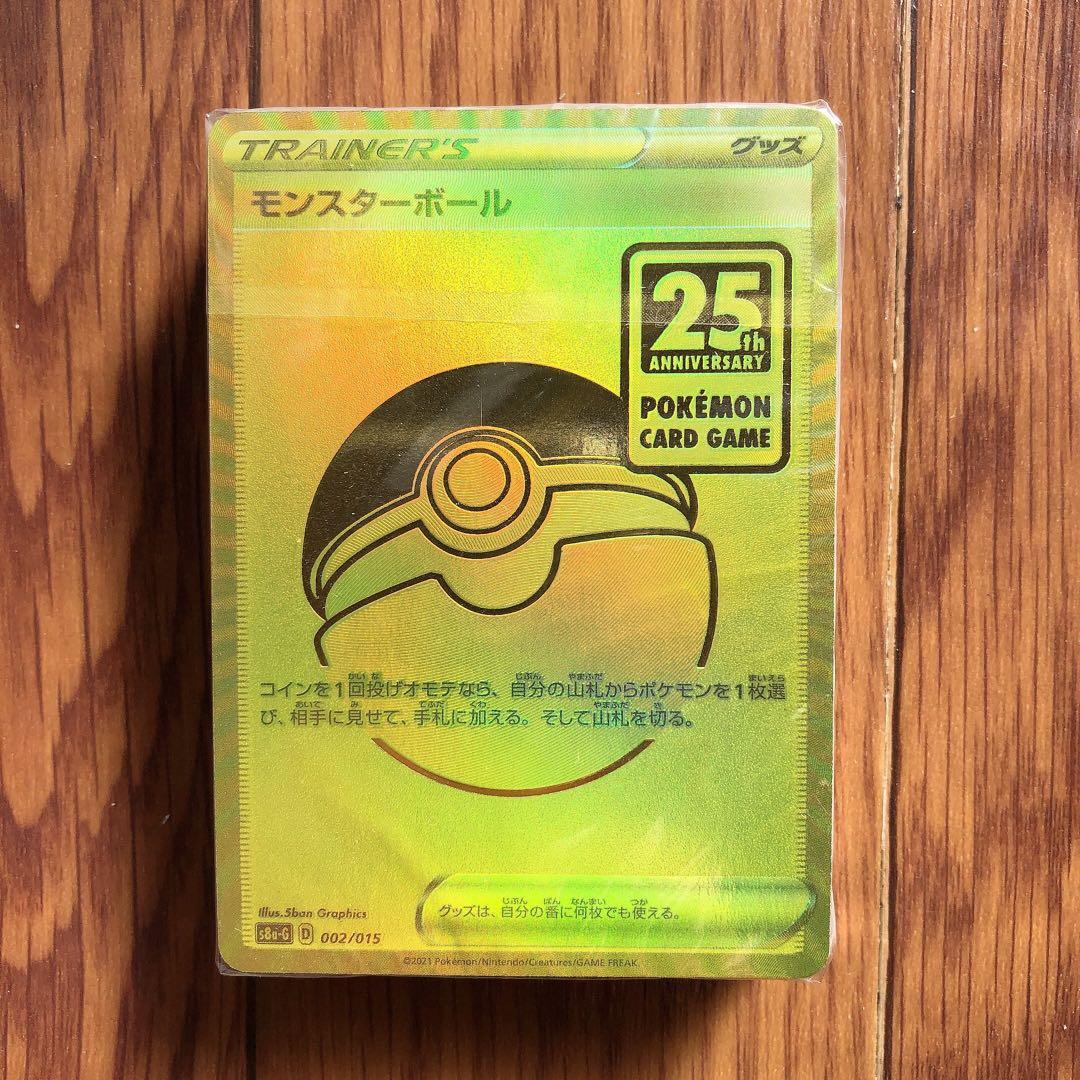 TRAINER'S
グッズ
モンスターボール
25th
ANNIVERSARY
POKÉMON
CARD GAME
コインを1回投げオモテなら、自分の山札からポケモンを1枚選
び、相手に見せて、手札に加える。そして山札を切る。
グッズは、自分の番に何枚でも使える。
Illus.5ban Graphics
s8a-G D 002/015
©2021 Pokémon/Nintendo/Creatures/GAME FREAK.